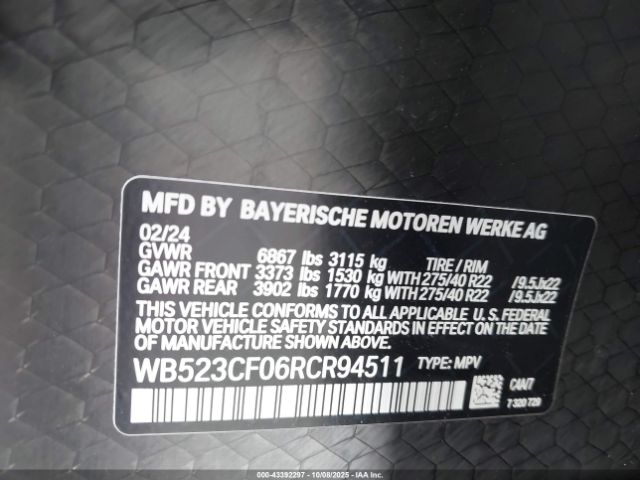 MFD BY BAYERISCHE MOTOREN WERKE AG
02/24
GVWR 6867 lbs 3115 kg TIRE / RIM
GAWR FRONT 3373 lbs 1530 kg WITH 275/40 R22 /9.5Jx22
GAWR REAR 3902 lbs 1770 kg WITH 275/40 R22 /9.5Jx22
THIS VEHICLE CONFORMS TO ALL APPLICABLE U.S. FEDERAL
MOTOR VEHICLE SAFETY STANDARDS IN EFFECT ON THE DATE
OF MANUFACTURE SHOWN ABOVE.
WB523CF06RCR94511 TYPE: MPV
CAN/7
7 320 729
000-43392297 10/08/2025 IAAI.COM